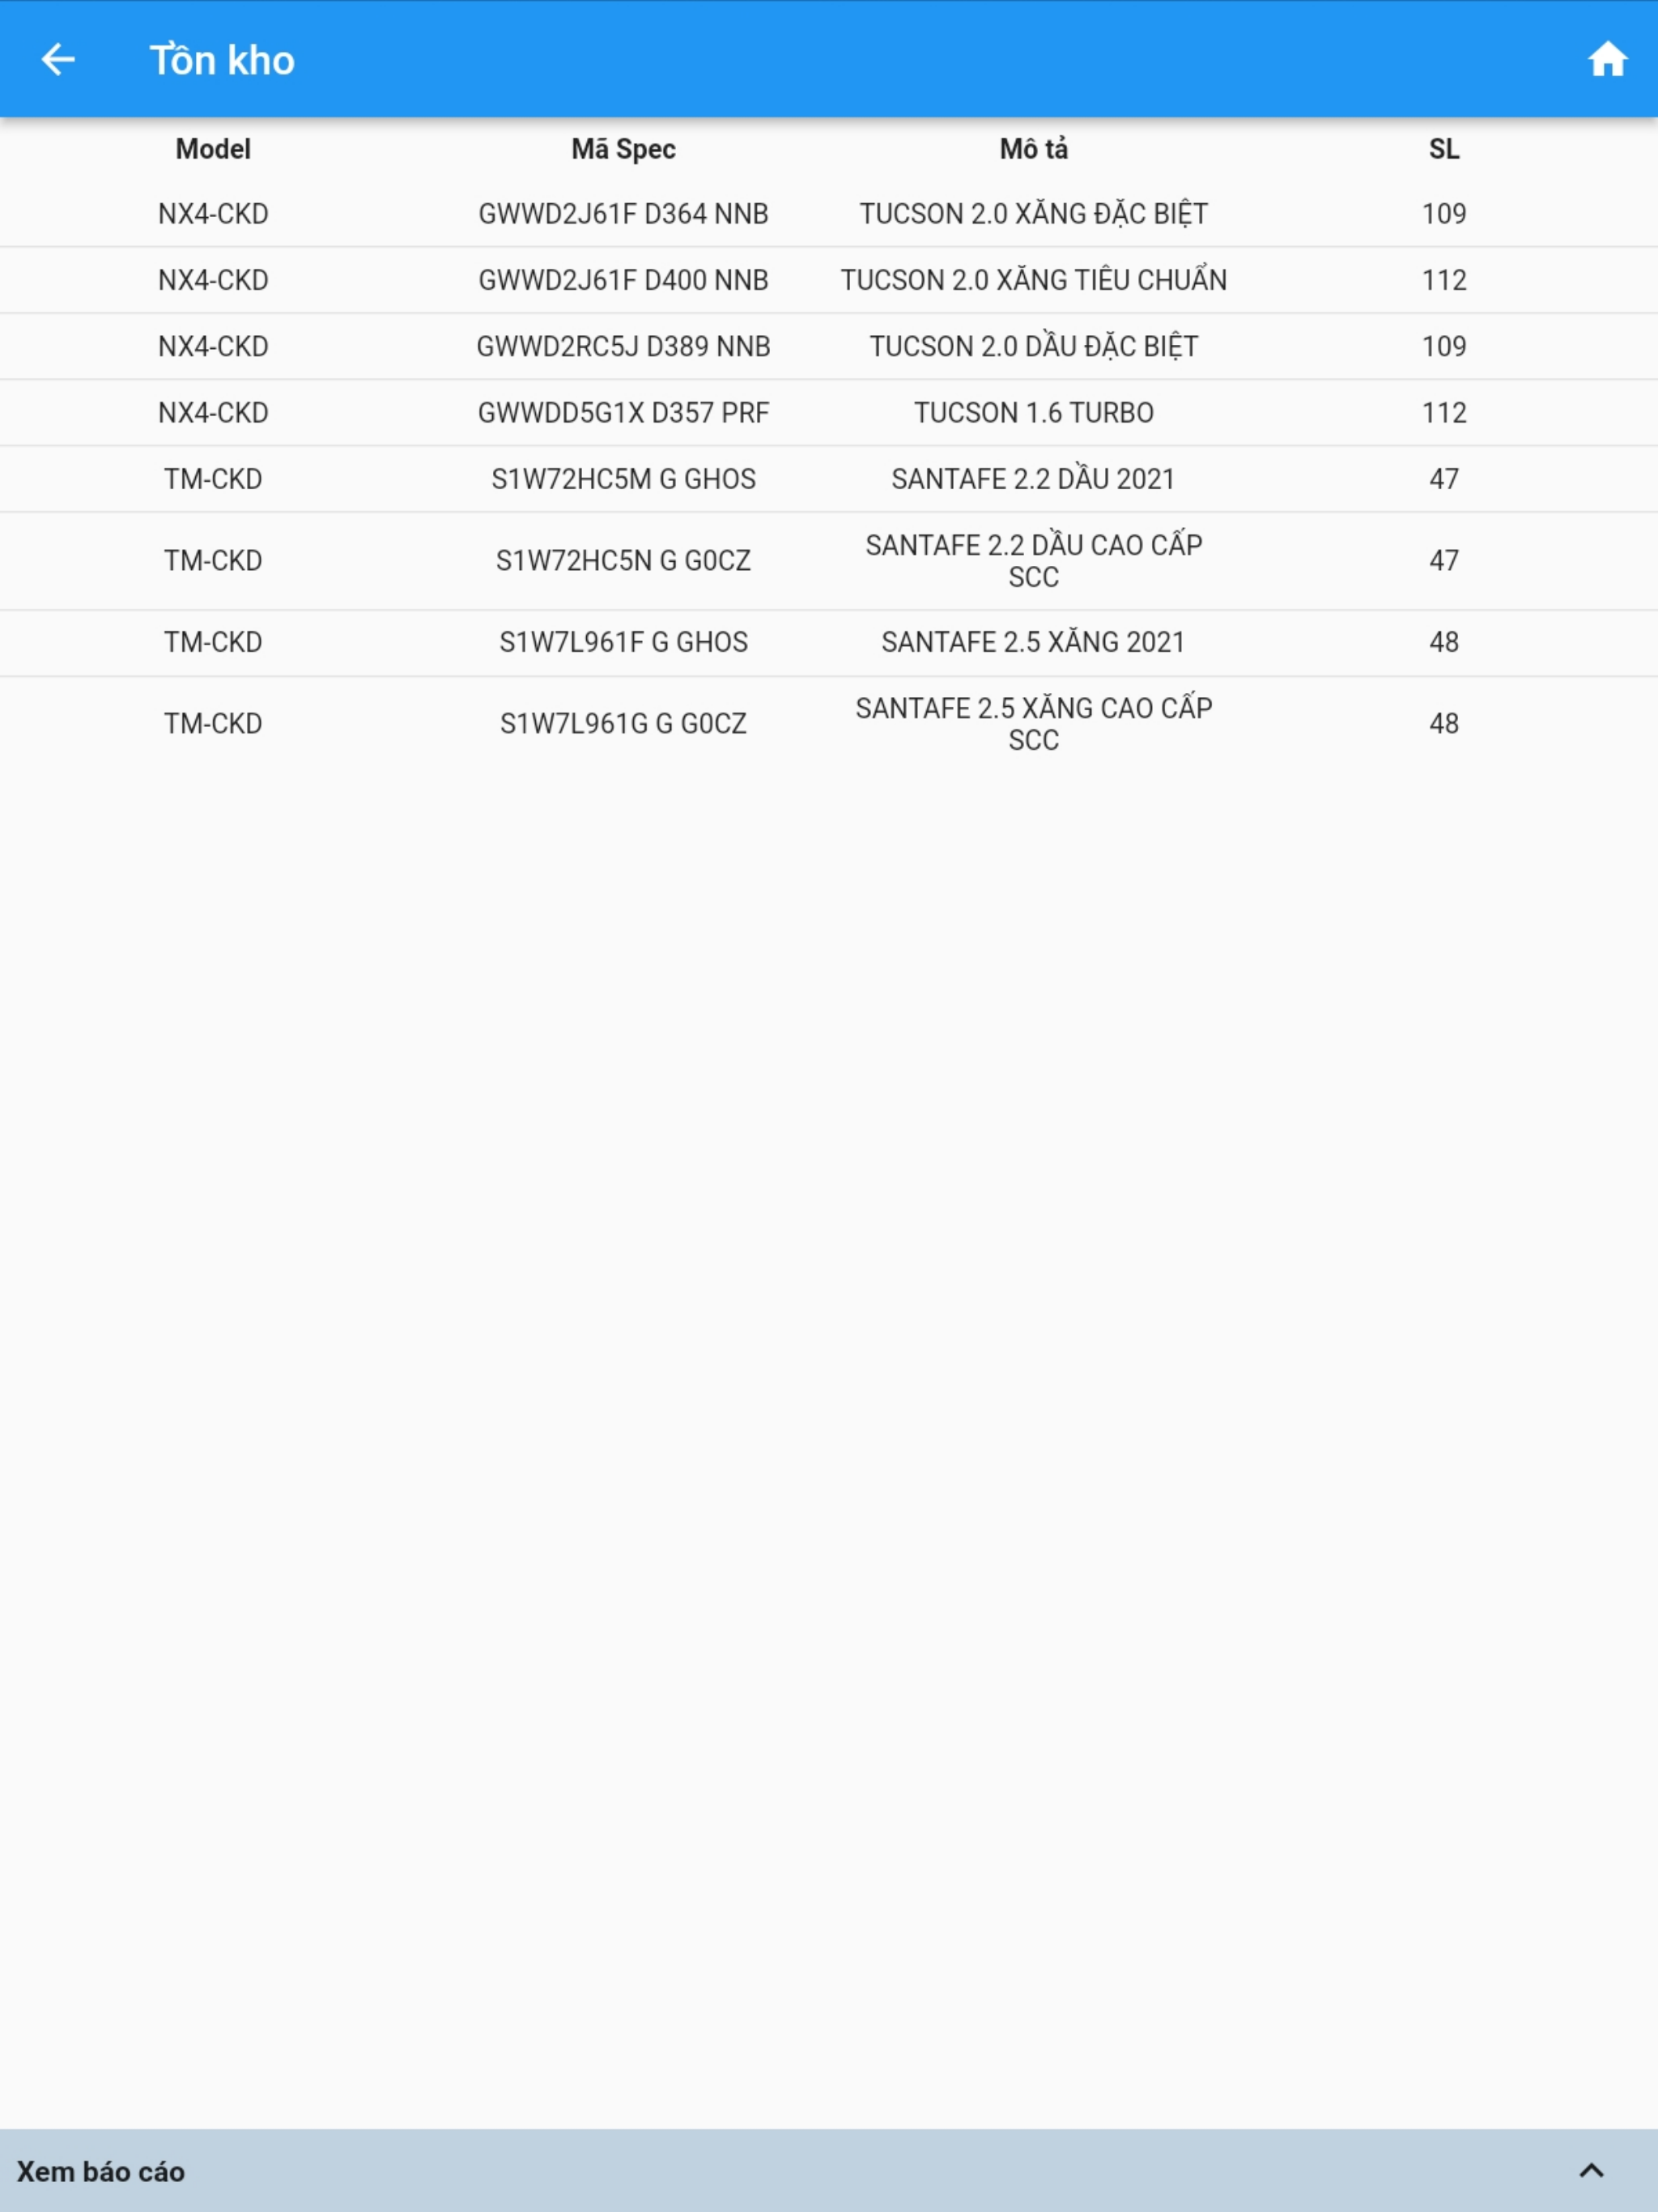 Tồn kho
Model Mã Spec Mô tả SL
NX4-CKD GWWD2J61F D364 NNB TUCSON 2.0 XĂNG ĐẶC BIỆT 109
NX4-CKD GWWD2J61F D400 NNB TUCSON 2.0 XĂNG TIÊU CHUẨN 112
NX4-CKD GWWD2RC5J D389 NNB TUCSON 2.0 DẦU ĐẶC BIỆT 109
NX4-CKD GWWDD5G1X D357 PRF TUCSON 1.6 TURBO 112
TM-CKD S1W72HC5M G GHOS SANTAFE 2.2 DẦU 2021 47
TM-CKD S1W72HC5N G G0CZ SANTAFE 2.2 DẦU CAO CẤP
SCC 47
TM-CKD S1W7L961F G GHOS SANTAFE 2.5 XĂNG 2021 48
TM-CKD S1W7L961G G G0CZ SANTAFE 2.5 XĂNG CAO CẤP
SCC 48
Xem báo cáo